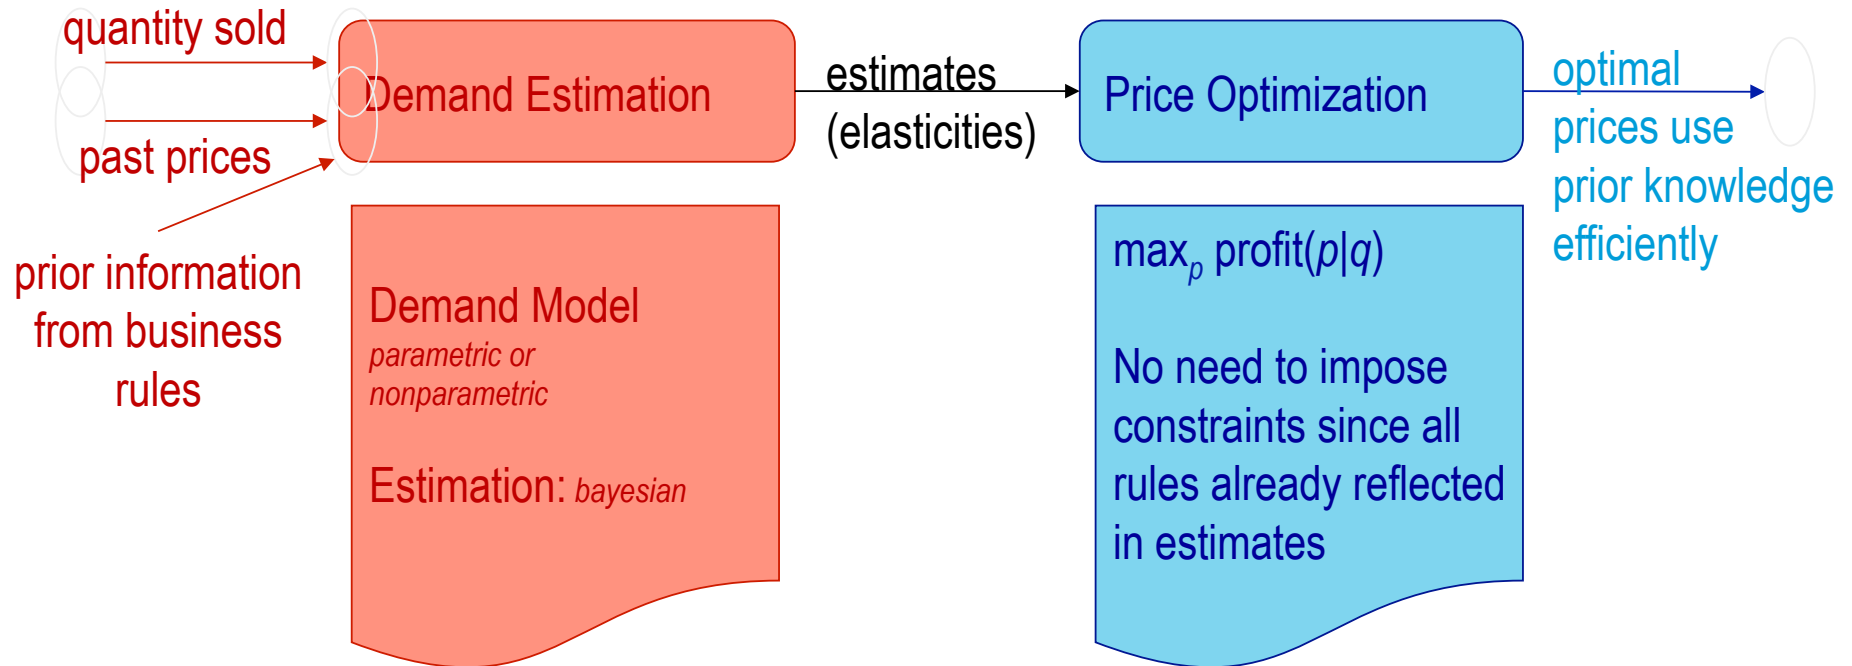 quantity sold
past prices
prior information
from business
rules
Demand Estimation
Demand Model
parametric or
nonparametric
Estimation: bayesian
estimates
(elasticities)
Price Optimization
maxₚ profit(p|q)
No need to impose
constraints since all
rules already reflected
in estimates
optimal
prices use
prior knowledge
efficiently